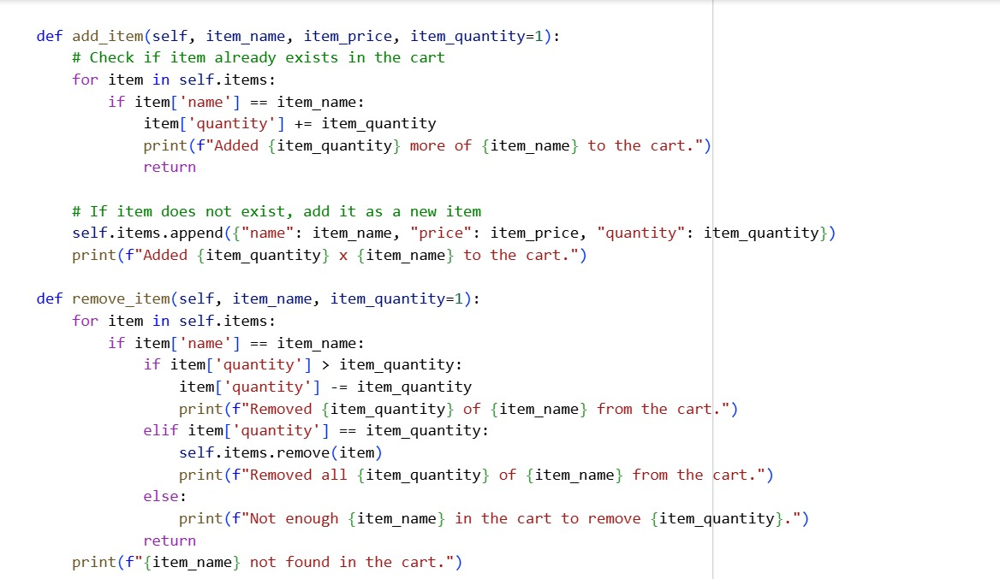 def add_item(self, item_name, item_price, item_quantity=1):
    # Check if item already exists in the cart
    for item in self.items:
        if item['name'] == item_name:
            item['quantity'] += item_quantity
            print(f"Added {item_quantity} more of {item_name} to the cart.")
            return

    # If item does not exist, add it as a new item
    self.items.append({"name": item_name, "price": item_price, "quantity": item_quantity})
    print(f"Added {item_quantity} x {item_name} to the cart.")

def remove_item(self, item_name, item_quantity=1):
    for item in self.items:
        if item['name'] == item_name:
            if item['quantity'] > item_quantity:
                item['quantity'] -= item_quantity
                print(f"Removed {item_quantity} of {item_name} from the cart.")
            elif item['quantity'] == item_quantity:
                self.items.remove(item)
                print(f"Removed all {item_quantity} of {item_name} from the cart.")
            else:
                print(f"Not enough {item_name} in the cart to remove {item_quantity}.")
            return
    print(f"{item_name} not found in the cart.")